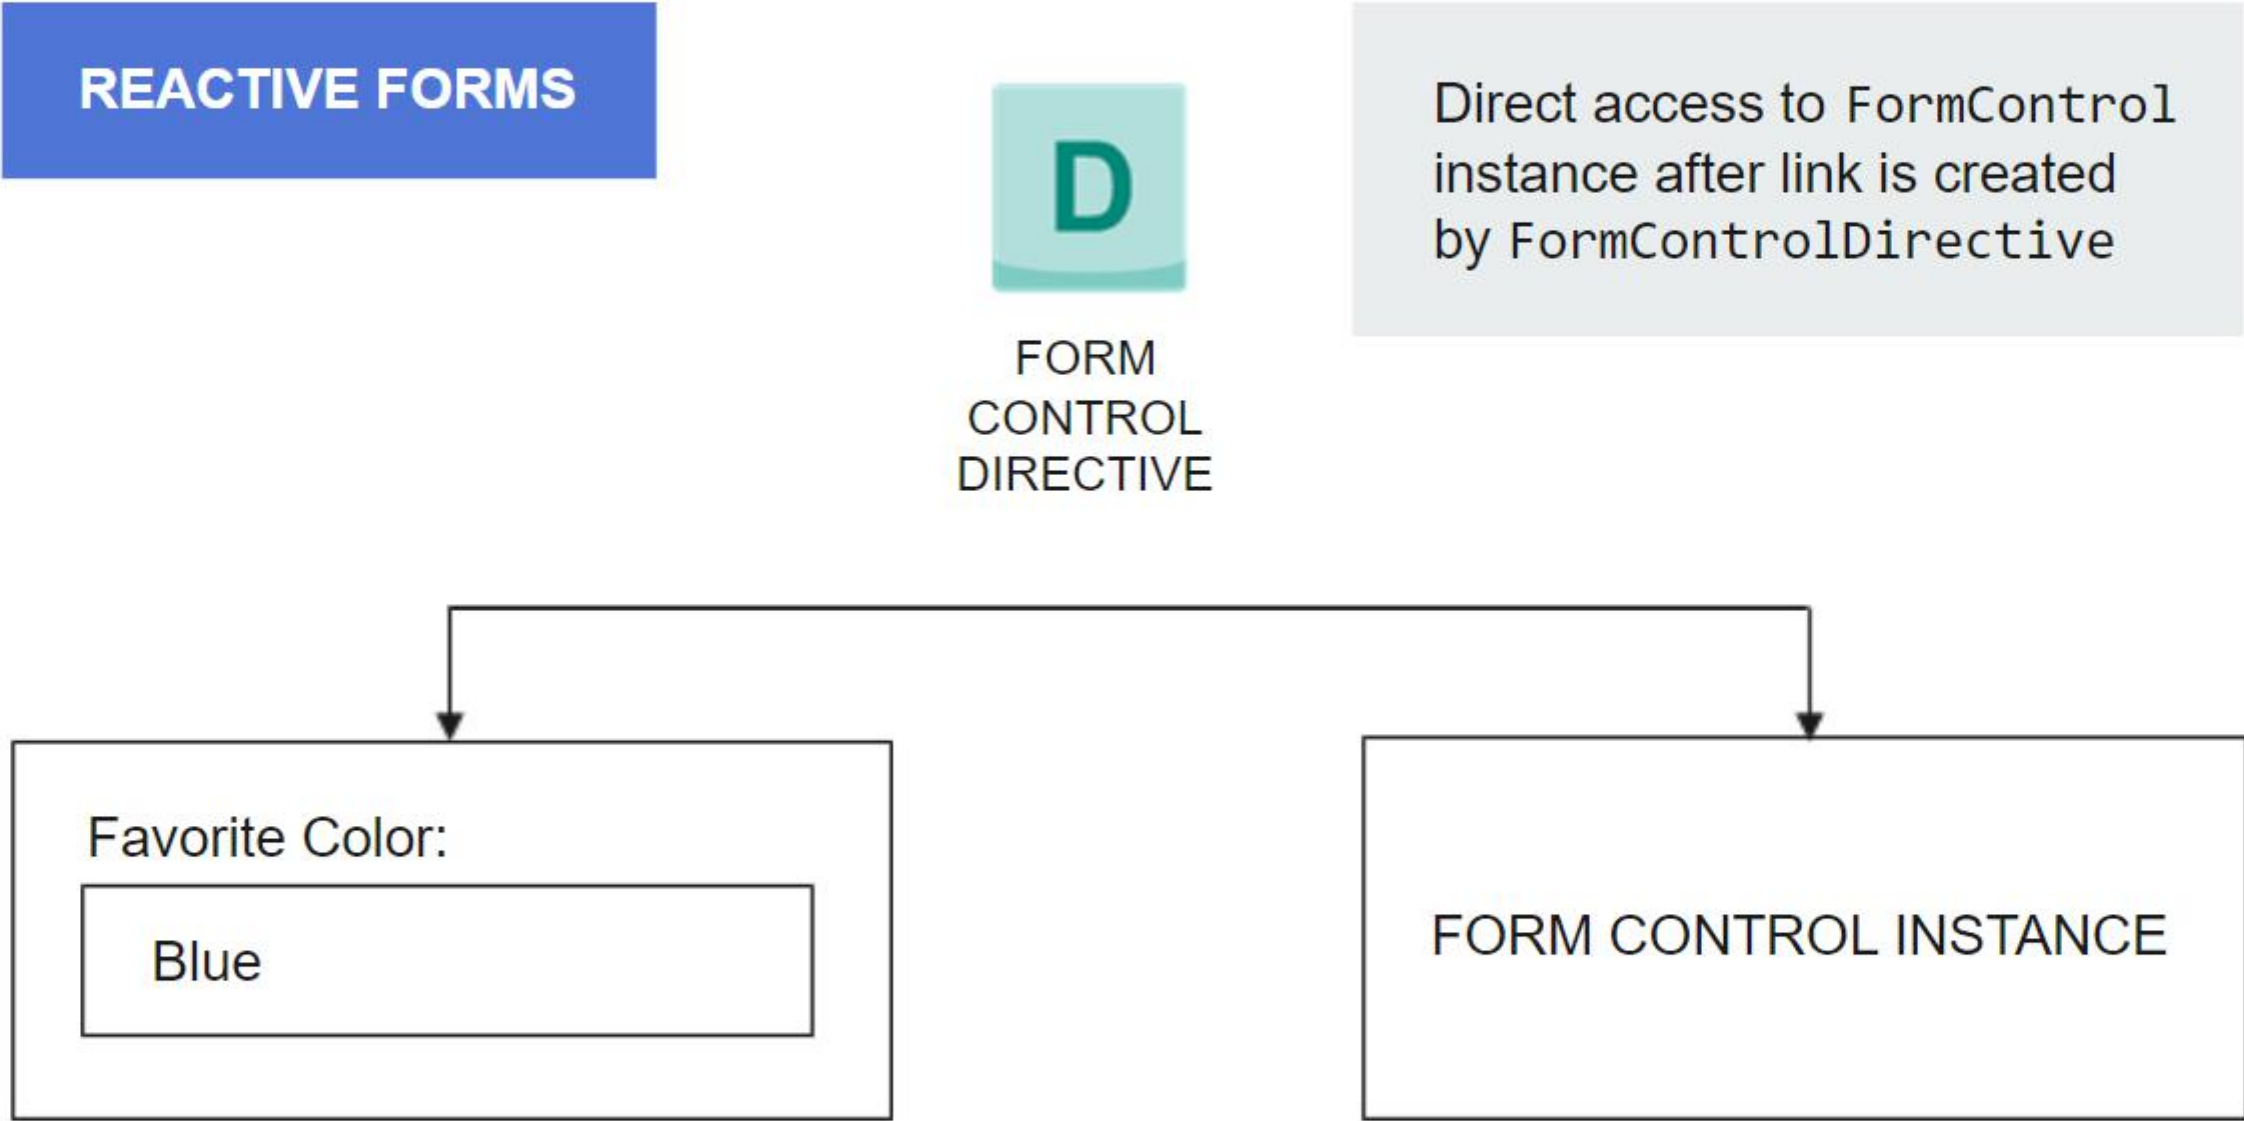 REACTIVE FORMS
D
FORM
CONTROL
DIRECTIVE
Direct access to FormControl
instance after link is created
by FormControlDirective
Favorite Color:
Blue
FORM CONTROL INSTANCE